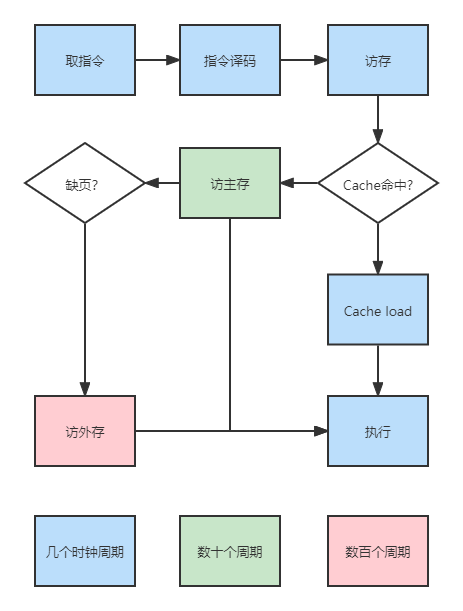 取指令
指令译码
访存
缺页?
访主存
Cache命中?
Cache load
访外存
执行
几个时钟周期
数十个周期
数百个周期